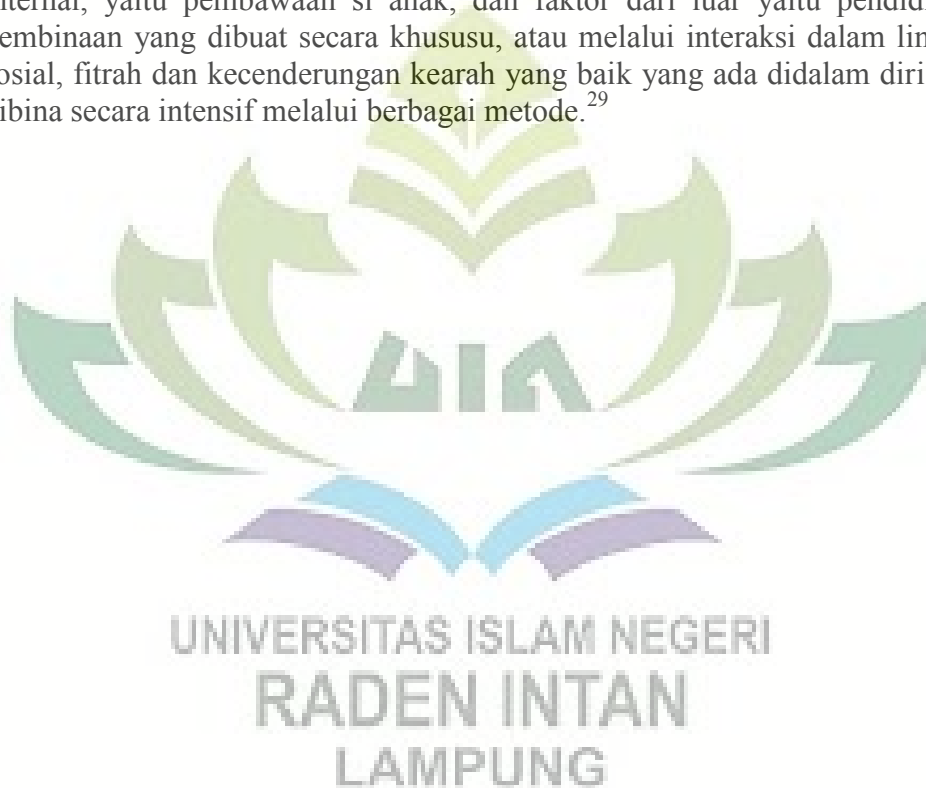 nternal, yaitu pembawaan si anak, dan faktor dari luar yaitu pendidi
embinaan yang dibuat secara khususu, atau melalui interaksi dalam lin
osial, fitrah dan kecenderungan kearah yang baik yang ada didalam diri
ibina secara intensif melalui berbagai metode.29
UNIVERSITAS ISLAM NEGERI
RADEN INTAN
LAMPUNG